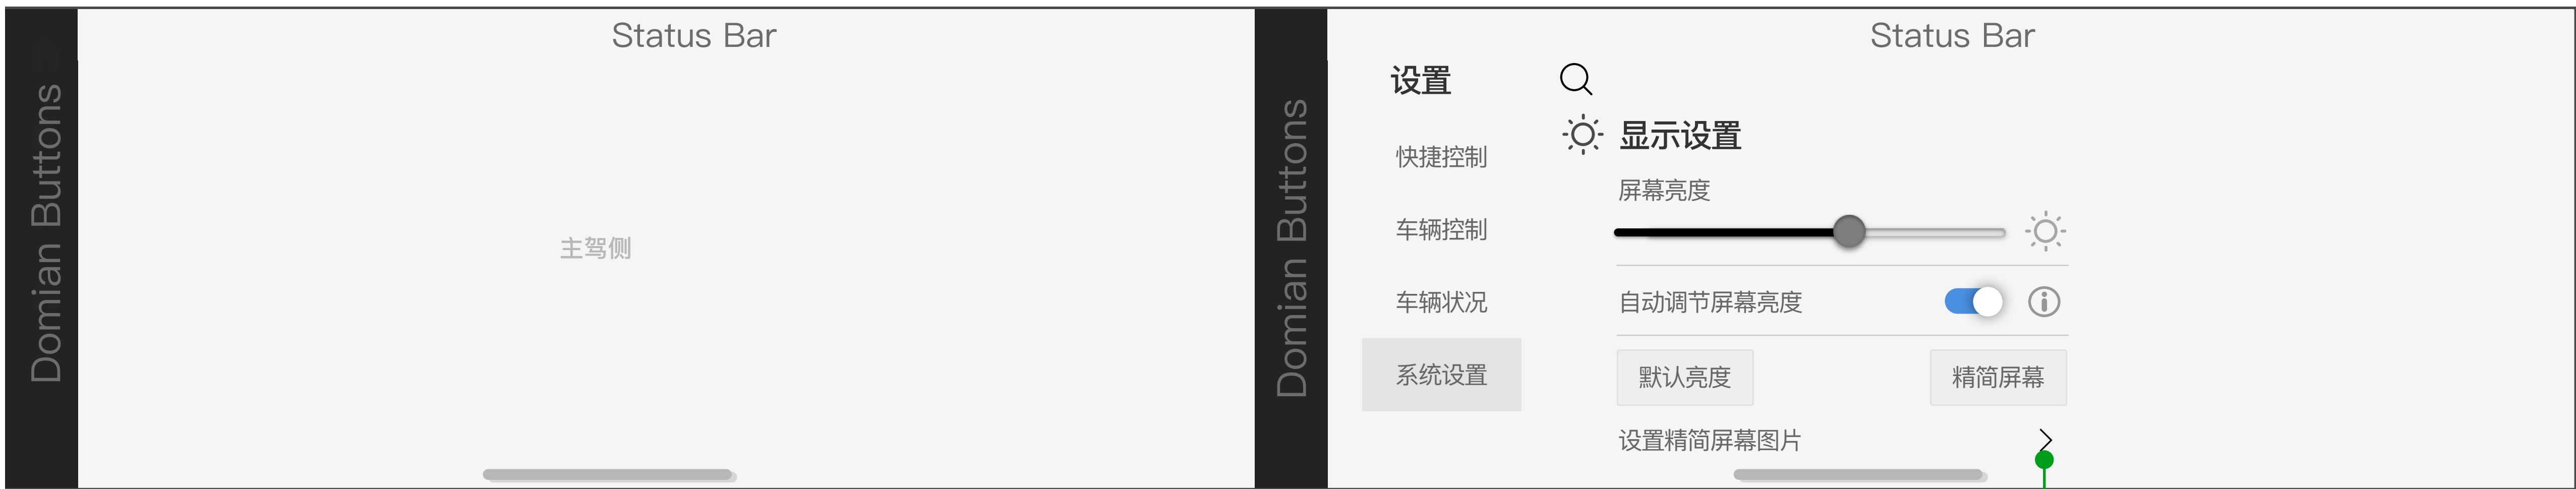 Status Bar
Domian Buttons
主驾侧
Status Bar
Domian Buttons
设置
快捷控制
车辆控制
车辆状况
系统设置
显示设置
屏幕亮度
自动调节屏幕亮度
默认亮度
精简屏幕
设置精简屏幕图片